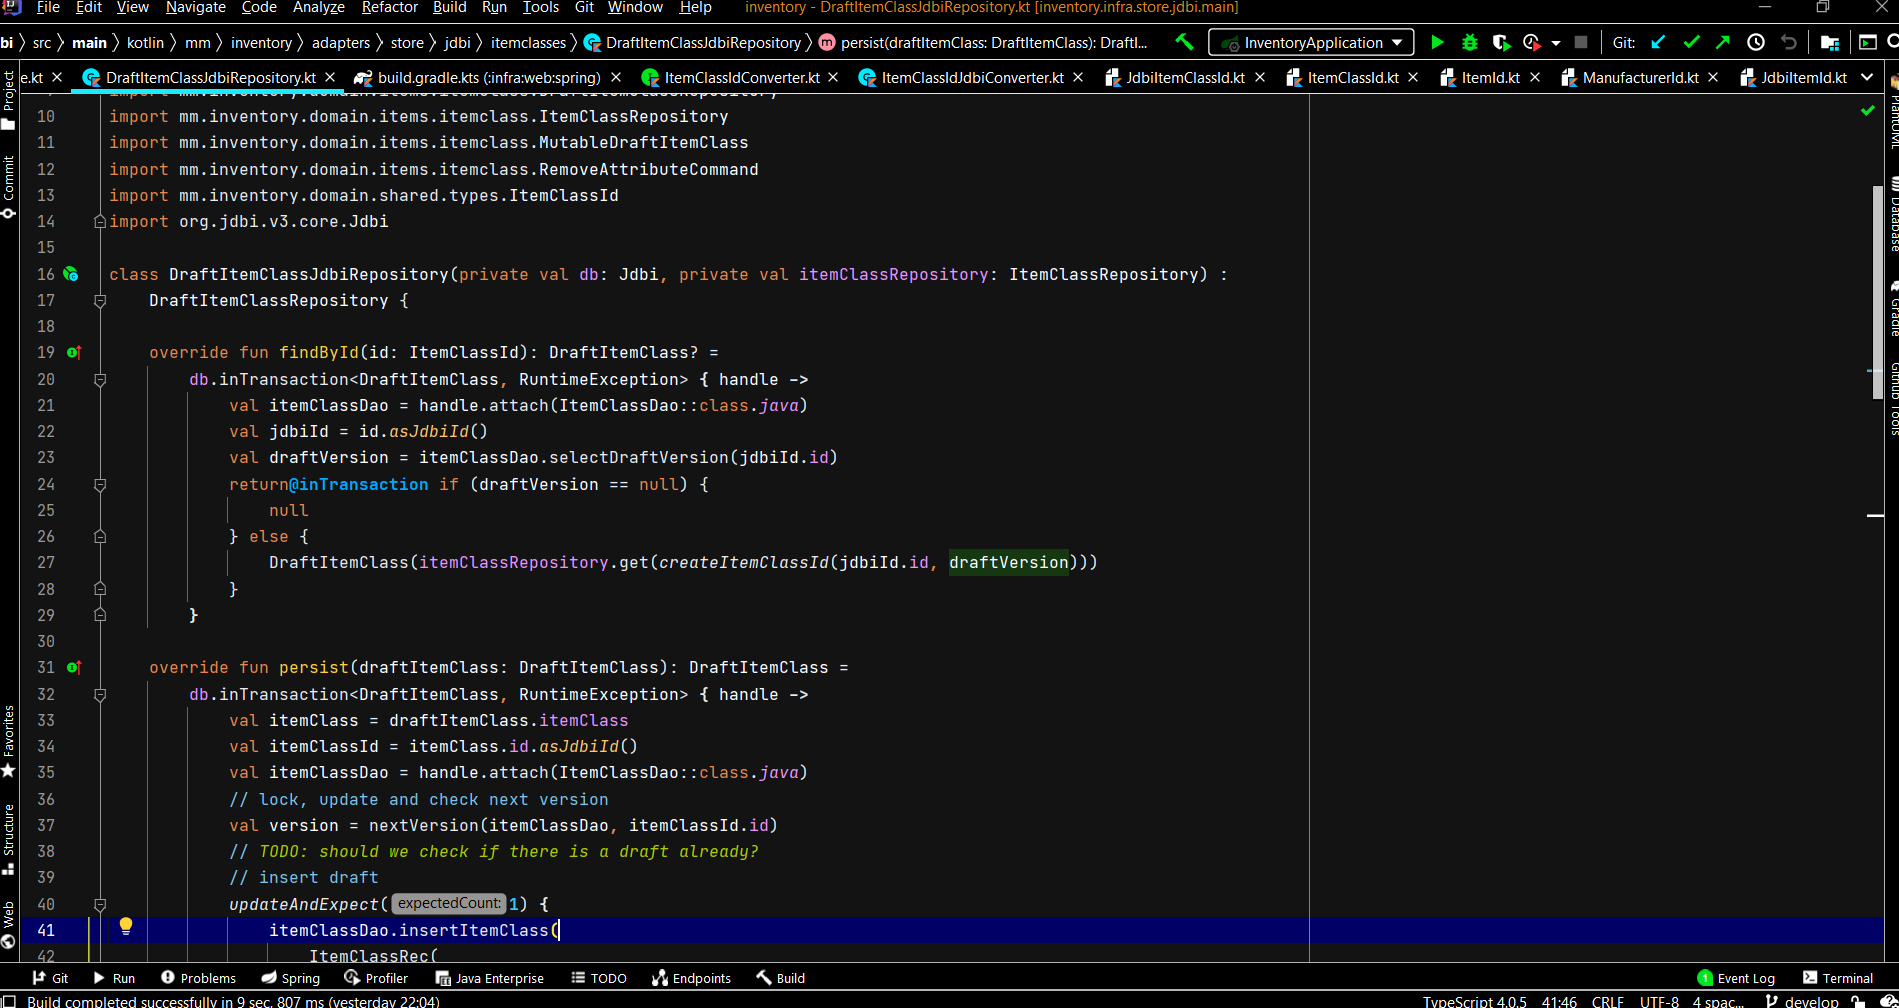 File Edit View Navigate Code Analyze Refactor Build Run Tools Git Window Help inventory - DraftItemClassJdbiRepository.kt [inventory.infra.store.jdbi.main]
bi src main kotlin mm inventory adapters store jdbi itemclasses DraftItemClassJdbiRepository persist(draftItemClass: DraftItemClass): DraftI... InventoryApplication Git:
e.kt DraftItemClassJdbiRepository.kt build.gradle.kts (:infra:web:spring) ItemClassIdConverter.kt ItemClassIdJdbiConverter.kt JdbiItemClassId.kt ItemClassId.kt ItemId.kt ManufacturerId.kt JdbiItemId.kt
Project
Commit
Favorites
Structure
Web
10 import mm.inventory.domain.items.itemclass.ItemClassRepository
11 import mm.inventory.domain.items.itemclass.MutableDraftItemClass
12 import mm.inventory.domain.items.itemclass.RemoveAttributeCommand
13 import mm.inventory.domain.shared.types.ItemClassId
14 import org.jdbi.v3.core.Jdbi
15
16 class DraftItemClassJdbiRepository(private val db: Jdbi, private val itemClassRepository: ItemClassRepository) :
17 DraftItemClassRepository {
18
19 override fun findById(id: ItemClassId): DraftItemClass? =
20 db.inTransaction<DraftItemClass, RuntimeException> { handle ->
21 val itemClassDao = handle.attach(ItemClassDao::class.java)
22 val jdbiId = id.asJdbiId()
23 val draftVersion = itemClassDao.selectDraftVersion(jdbiId.id)
24 return@inTransaction if (draftVersion == null) {
25 null
26 } else {
27 DraftItemClass(itemClassRepository.get(createItemClassId(jdbiId.id, draftVersion)))
28 }
29 }
30
31 override fun persist(draftItemClass: DraftItemClass): DraftItemClass =
32 db.inTransaction<DraftItemClass, RuntimeException> { handle ->
33 val itemClass = draftItemClass.itemClass
34 val itemClassId = itemClass.id.asJdbiId()
35 val itemClassDao = handle.attach(ItemClassDao::class.java)
36 // lock, update and check next version
37 val version = nextVersion(itemClassDao, itemClassId.id)
38 // TODO: should we check if there is a draft already?
39 // insert draft
40 updateAndExpect( expectedCount: 1) {
41 itemClassDao.insertItemClass(
42 ItemClassRec(
PlantUML
Database
Gradle
GitHub Tools
Git Run Problems Spring Profiler Java Enterprise TODO Endpoints Build 1 Event Log Terminal
Build completed successfully in 9 sec, 807 ms (yesterday 22:04) TypeScript 4.0.5 41:46 CRLF UTF-8 4 spac... develop